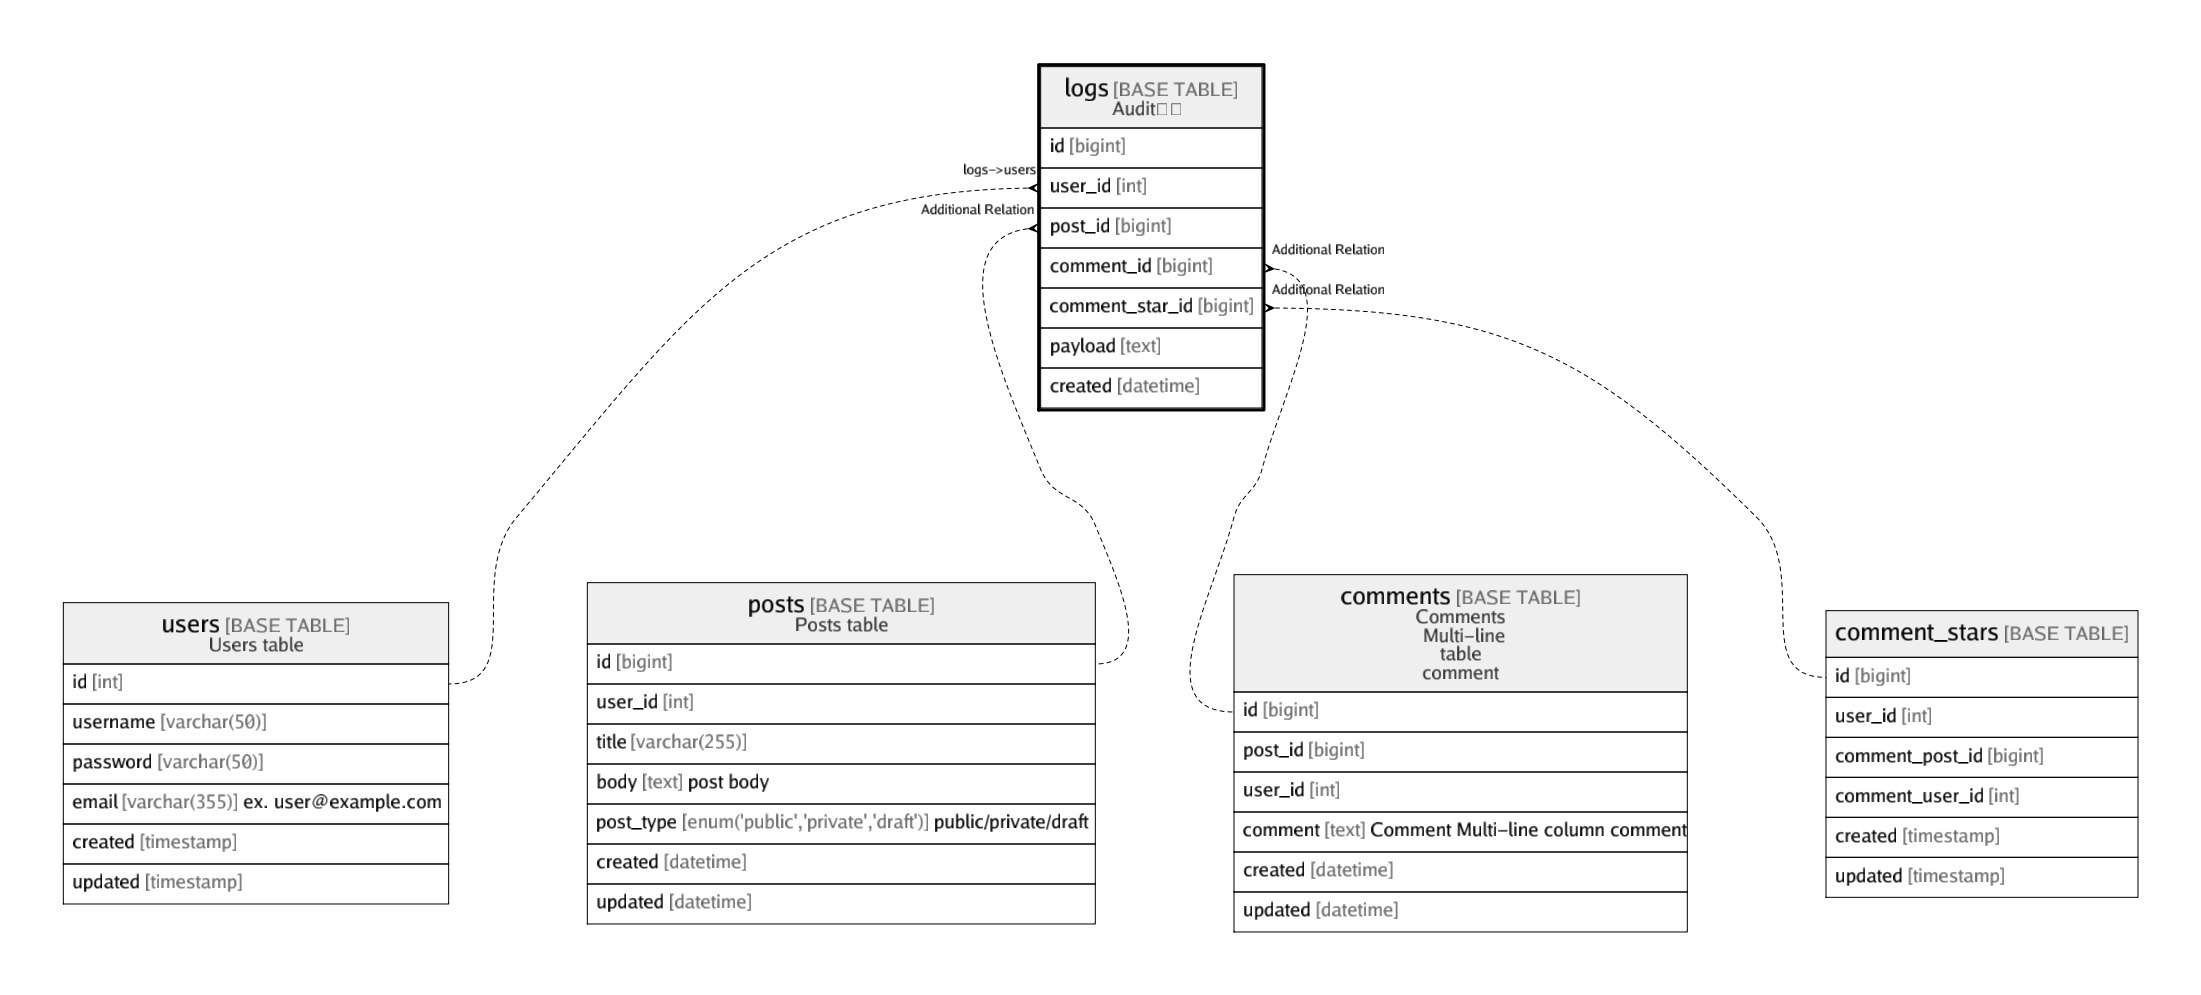 logs [BASE TABLE]
Audit
id [bigint]
user_id [int]
post_id [bigint]
comment_id [bigint]
comment_star_id [bigint]
payload [text]
created [datetime]
logs->users
Additional Relation
Additional Relation
Additional Relation
users [BASE TABLE]
Users table
id [int]
username [varchar(50)]
password [varchar(50)]
email [varchar(355)] ex. user@example.com
created [timestamp]
updated [timestamp]
posts [BASE TABLE]
Posts table
id [bigint]
user_id [int]
title [varchar(255)]
body [text] post body
post_type [enum('public','private','draft')] public/private/draft
created [datetime]
updated [datetime]
comments [BASE TABLE]
Comments
Multi-line
table
comment
id [bigint]
post_id [bigint]
user_id [int]
comment [text] Comment Multi-line column comment
created [datetime]
updated [datetime]
comment_stars [BASE TABLE]
id [bigint]
user_id [int]
comment_post_id [bigint]
comment_user_id [int]
created [timestamp]
updated [timestamp]